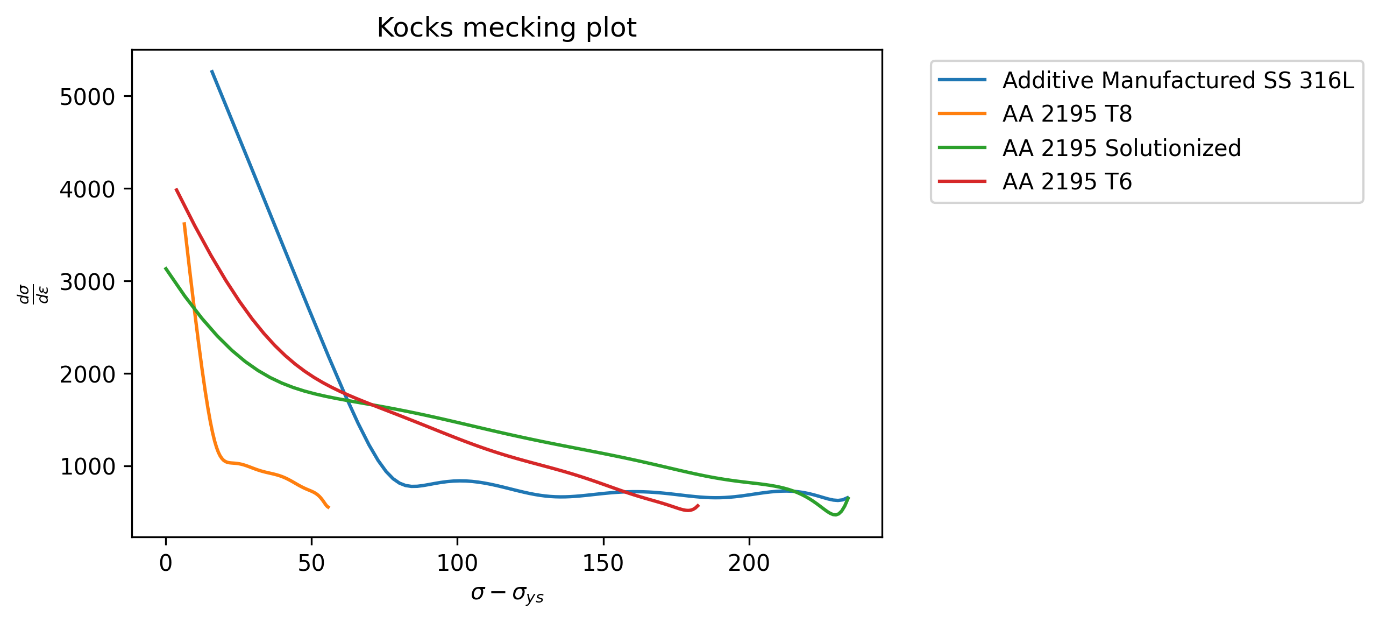 Kocks mecking plot
5000
4000
3000
2000
1000
dσ
dε
0 50 100 150 200
σ − σys
Additive Manufactured SS 316L
AA 2195 T8
AA 2195 Solutionized
AA 2195 T6